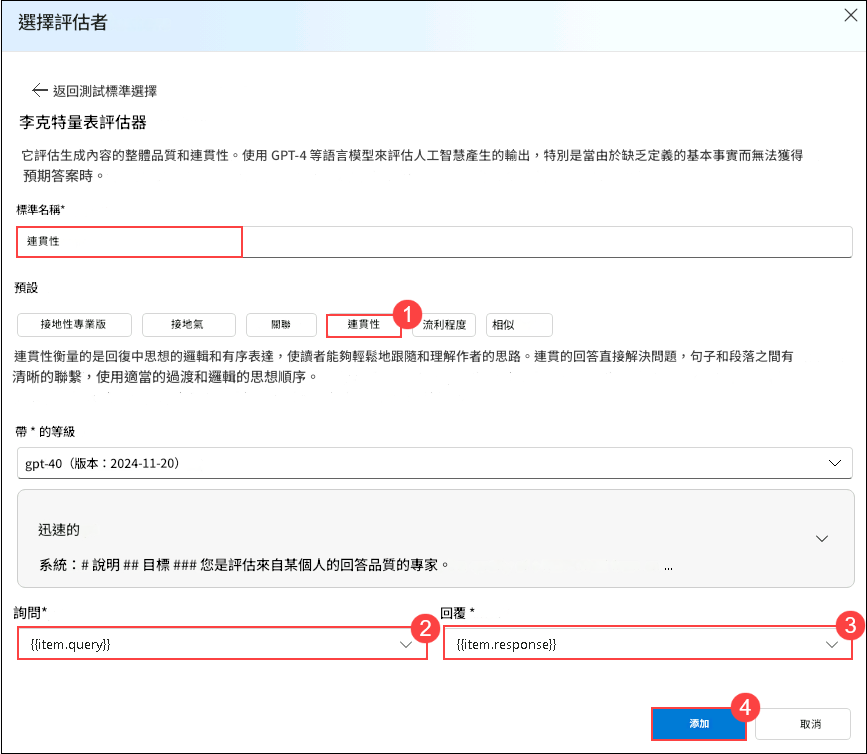 選擇評估者
返回測試標準選擇
李克特量表評估器
它評估生成內容的整體品質和連貫性。使用 GPT-4 等語言模型來評估人工智慧產生的輸出，特別是當由於缺乏定義的基本事實而無法獲得
預期答案時。
標準名稱*
連貫性
預設
接地性專業版 接地氣 關聯 連貫性 1 流利程度 相似
連貫性衡量的是回復中思想的邏輯和有序表達，使讀者能夠輕鬆地跟隨和理解作者的思路。連貫的回答直接解決問題，句子和段落之間有
清晰的聯繫，使用適當的過渡和邏輯的思想順序。
帶 * 的等級
gpt-40（版本：2024-11-20）
迅速的
系統：# 說明 ## 目標 ### 您是評估來自某個人的回答品質的專家。 ...
詢問* 回覆 *
{{item.query}} 2 {{item.response}} 3
添加 4 取消